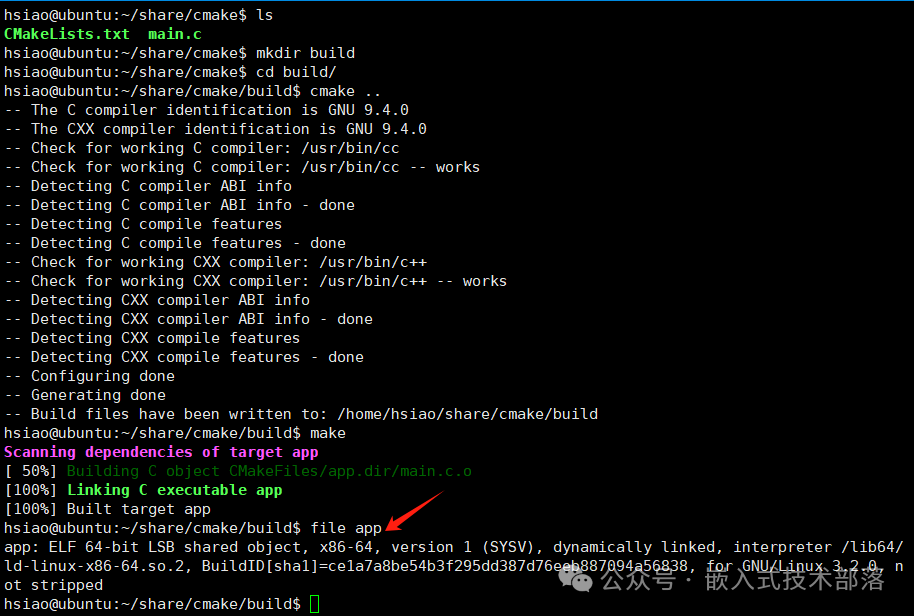 hsiao@ubuntu:~/share/cmake$ ls
CMakeLists.txt  main.c
hsiao@ubuntu:~/share/cmake$ mkdir build
hsiao@ubuntu:~/share/cmake$ cd build/
hsiao@ubuntu:~/share/cmake/build$ cmake ..
-- The C compiler identification is GNU 9.4.0
-- The CXX compiler identification is GNU 9.4.0
-- Check for working C compiler: /usr/bin/cc
-- Check for working C compiler: /usr/bin/cc -- works
-- Detecting C compiler ABI info
-- Detecting C compiler ABI info - done
-- Detecting C compile features
-- Detecting C compile features - done
-- Check for working CXX compiler: /usr/bin/c++
-- Check for working CXX compiler: /usr/bin/c++ -- works
-- Detecting CXX compiler ABI info
-- Detecting CXX compiler ABI info - done
-- Detecting CXX compile features
-- Detecting CXX compile features - done
-- Configuring done
-- Generating done
-- Build files have been written to: /home/hsiao/share/cmake/build
hsiao@ubuntu:~/share/cmake/build$ make
Scanning dependencies of target app
[ 50%] Building C object CMakeFiles/app.dir/main.c.o
[100%] Linking C executable app
[100%] Built target app
hsiao@ubuntu:~/share/cmake/build$ file app
app: ELF 64-bit LSB shared object, x86-64, version 1 (SYSV), dynamically linked, interpreter /lib64/
ld-linux-x86-64.so.2, BuildID[sha1]=ce1a7a8be54b3f295dd387d76eeb887094a56838, for GNU/Linux 3.2.0, n
ot stripped
公众号 · 嵌入式技术部落
hsiao@ubuntu:~/share/cmake/build$